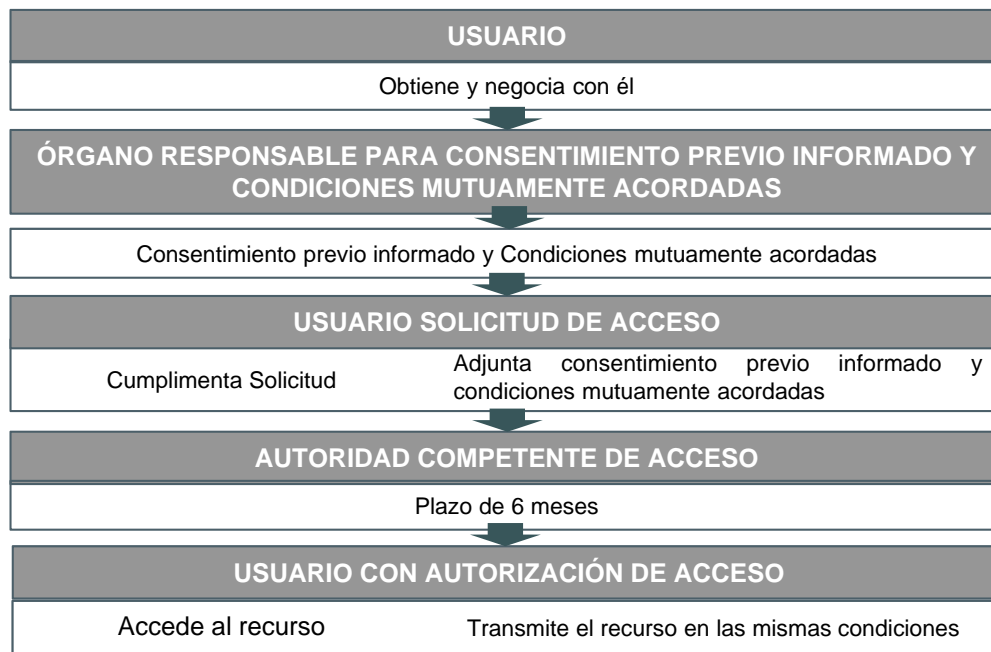 USUARIO
Obtiene y negocia con él
ÓRGANO RESPONSABLE PARA CONSENTIMIENTO PREVIO INFORMADO Y
CONDICIONES MUTUAMENTE ACORDADAS
Consentimiento previo informado y Condiciones mutuamente acordadas
USUARIO SOLICITUD DE ACCESO
Cumplimenta Solicitud
Adjunta consentimiento previo informado y
condiciones mutuamente acordadas
AUTORIDAD COMPETENTE DE ACCESO
Plazo de 6 meses
USUARIO CON AUTORIZACIÓN DE ACCESO
Accede al recurso
Transmite el recurso en las mismas condiciones